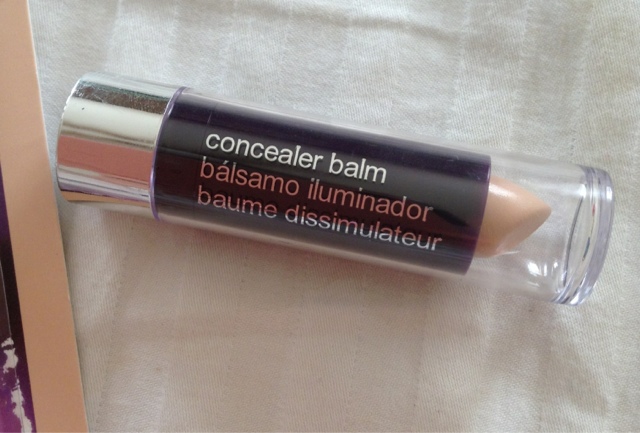 concealer balm
bálsamo iluminador
baume dissimulateur